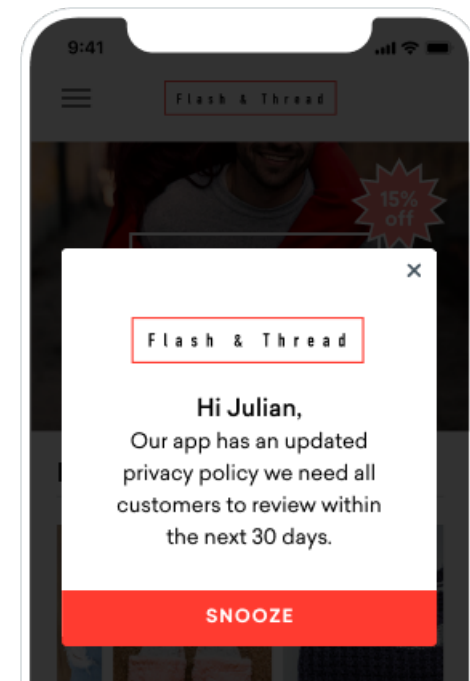 9:41
Flash & Thread
15%
off
Flash & Thread
Hi Julian,
Our app has an updated
privacy policy we need all
customers to review within
the next 30 days.
SNOOZE